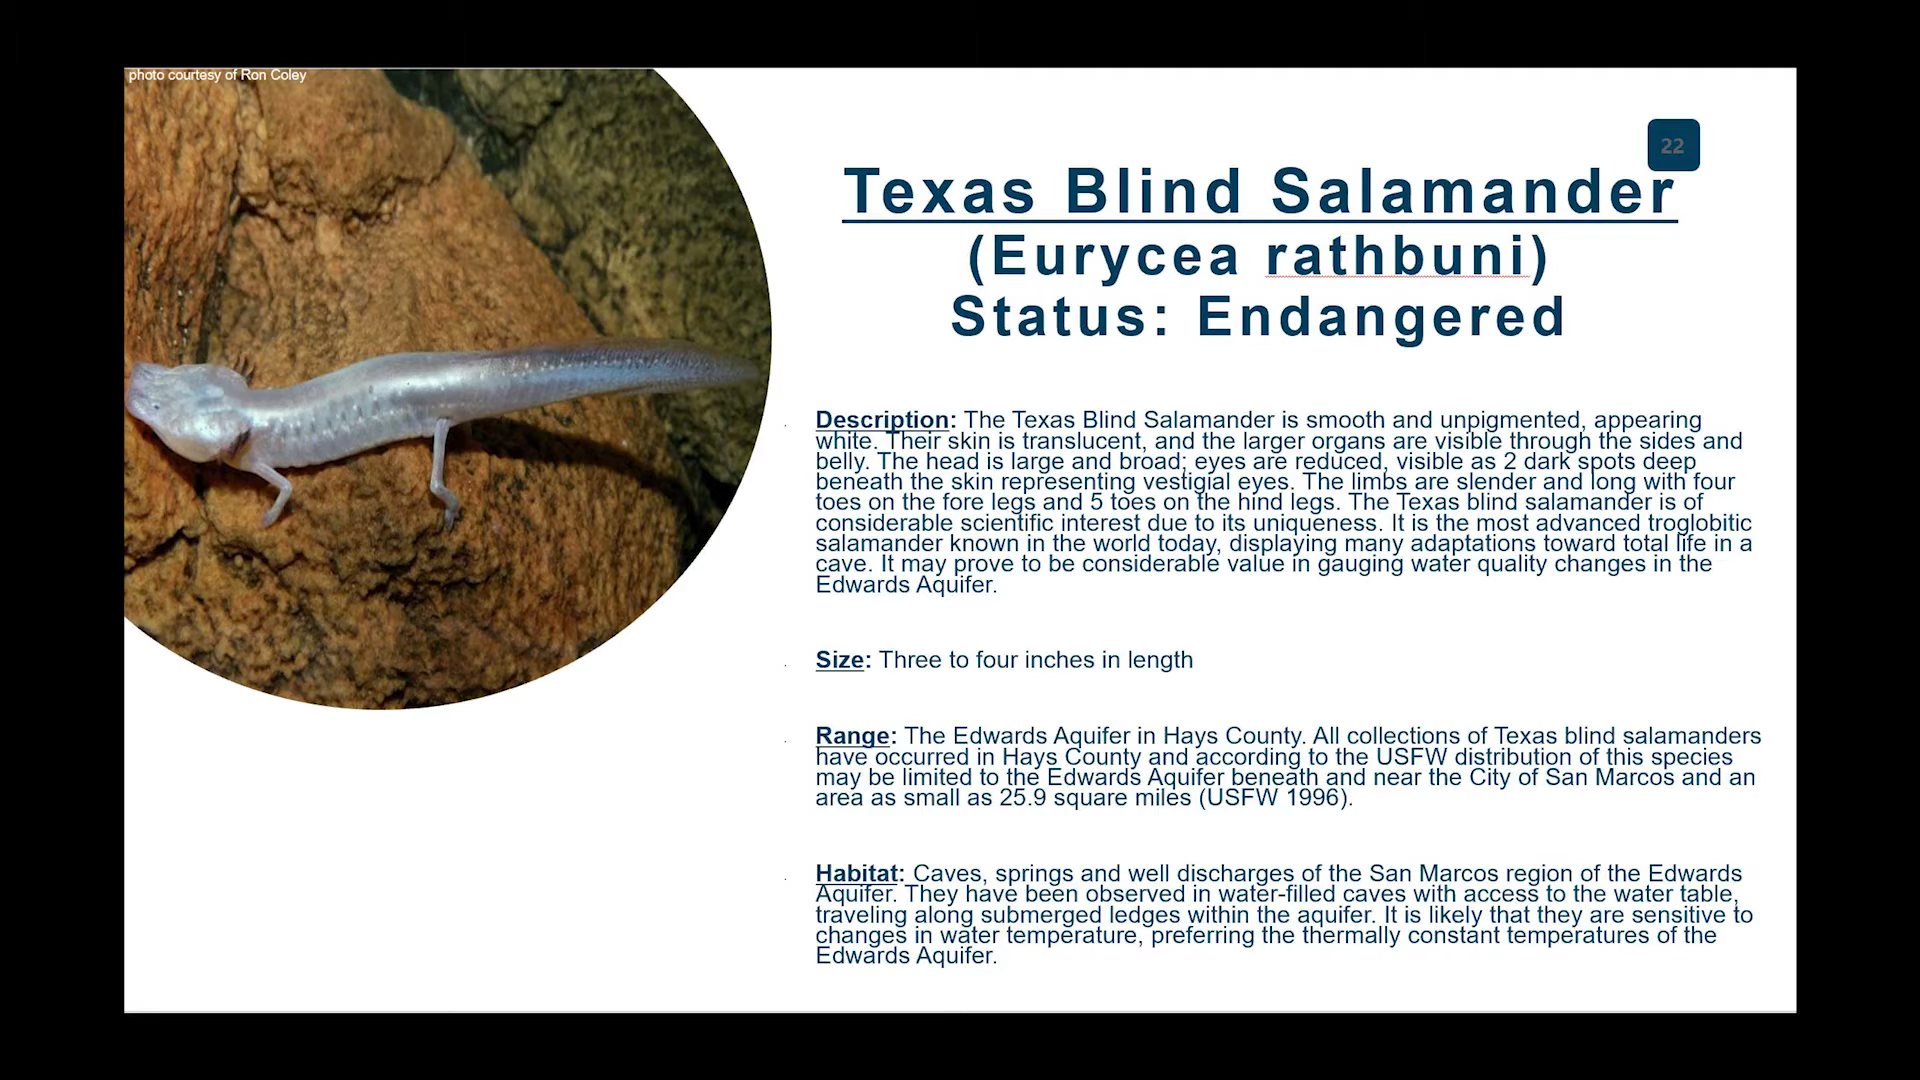 photo courtesy of Ron Coley
22
Texas Blind Salamander
(Eurycea rathbuni)
Status: Endangered
Description: The Texas Blind Salamander is smooth and unpigmented, appearing
white. Their skin is translucent, and the larger organs are visible through the sides and
belly. The head is large and broad; eyes are reduced, visible as 2 dark spots deep
beneath the skin representing vestigial eyes. The limbs are slender and long with four
toes on the fore legs and 5 toes on the hind legs. The Texas blind salamander is of
considerable scientific interest due to its uniqueness. It is the most advanced troglobitic
salamander known in the world today, displaying many adaptations toward total life in a
cave. It may prove to be considerable value in gauging water quality changes in the
Edwards Aquifer.
Size: Three to four inches in length
Range: The Edwards Aquifer in Hays County. All collections of Texas blind salamanders
have occurred in Hays County and according to the USFW distribution of this species
may be limited to the Edwards Aquifer beneath and near the City of San Marcos and an
area as small as 25.9 square miles (USFW 1996).
Habitat: Caves, springs and well discharges of the San Marcos region of the Edwards
Aquifer. They have been observed in water-filled caves with access to the water table,
traveling along submerged ledges within the aquifer. It is likely that they are sensitive to
changes in water temperature, preferring the thermally constant temperatures of the
Edwards Aquifer.